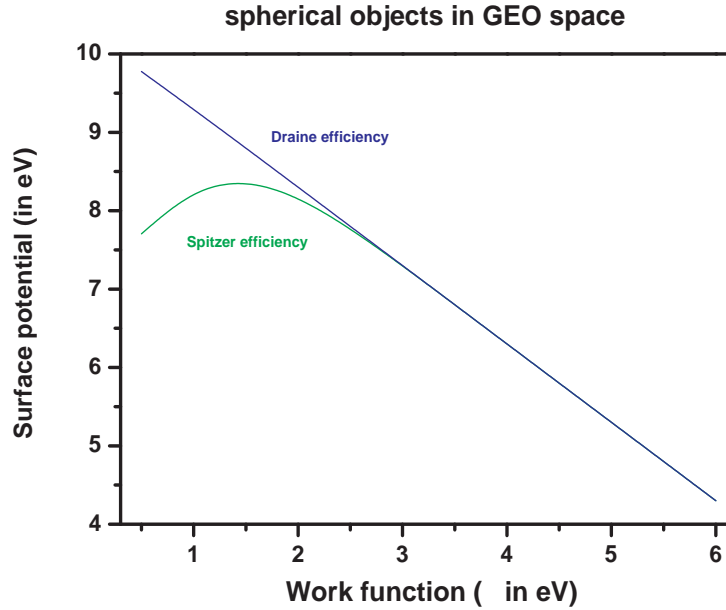 spherical objects in GEO space
10
9
8
7
6
5
4
Surface potential (in eV)
Draine efficiency
Spitzer efficiency
1 2 3 4 5 6
Work function ( in eV)